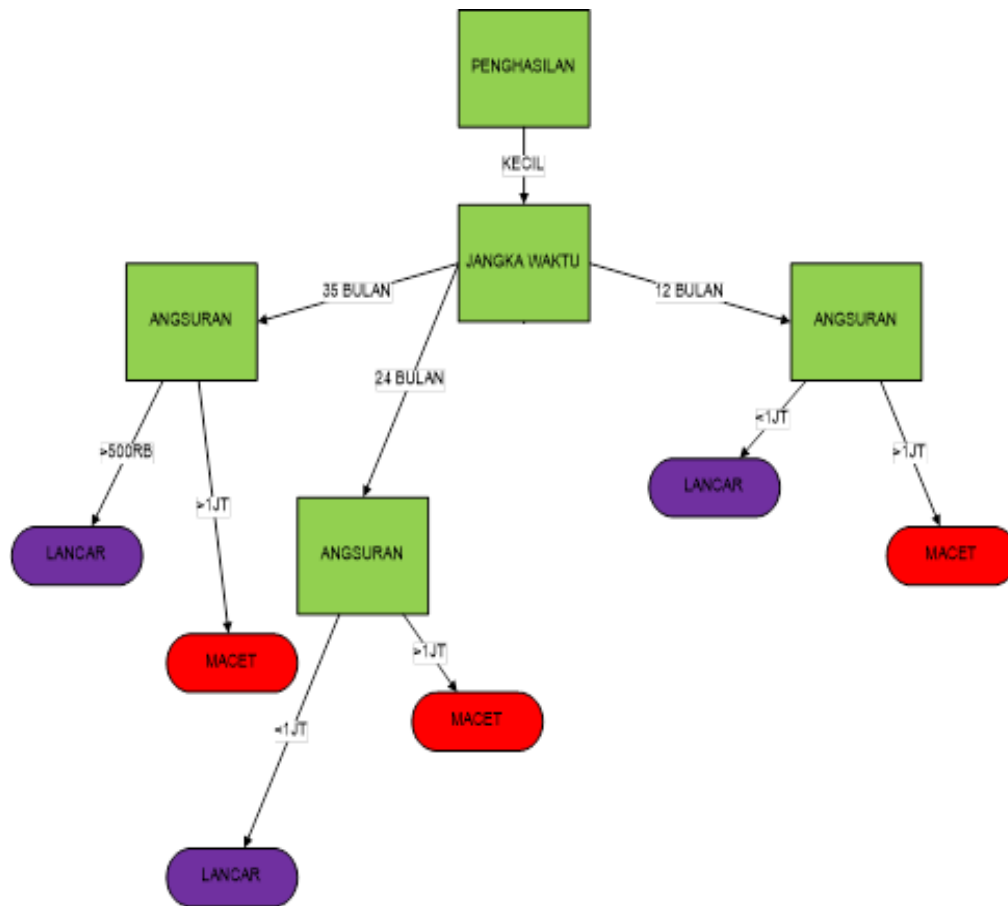 PENGHASILAN
KECIL
JANGKA WAKTU
35 BULAN
12 BULAN
24 BULAN
ANGSURAN
ANGSURAN
>500RB
>1JT
<1JT
>1JT
LANCAR
MACET
ANGSURAN
LANCAR
MACET
<1JT
>1JT
MACET
LANCAR